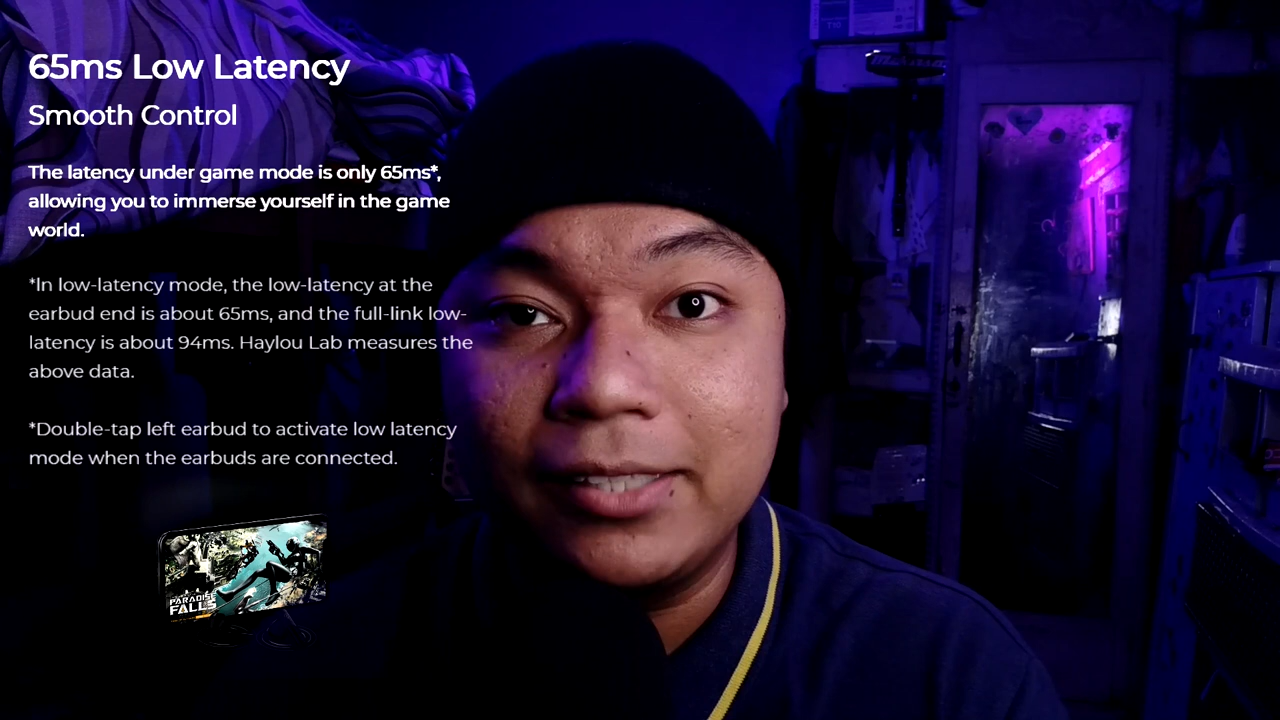 65ms Low Latency
Smooth Control
The latency under game mode is only 65ms*,
allowing you to immerse yourself in the game
world.
*In low-latency mode, the low-latency at the
earbud end is about 65ms, and the full-link low-
latency is about 94ms. Haylou Lab measures the
above data.
*Double-tap left earbud to activate low latency
mode when the earbuds are connected.
PARADISE
FALLS